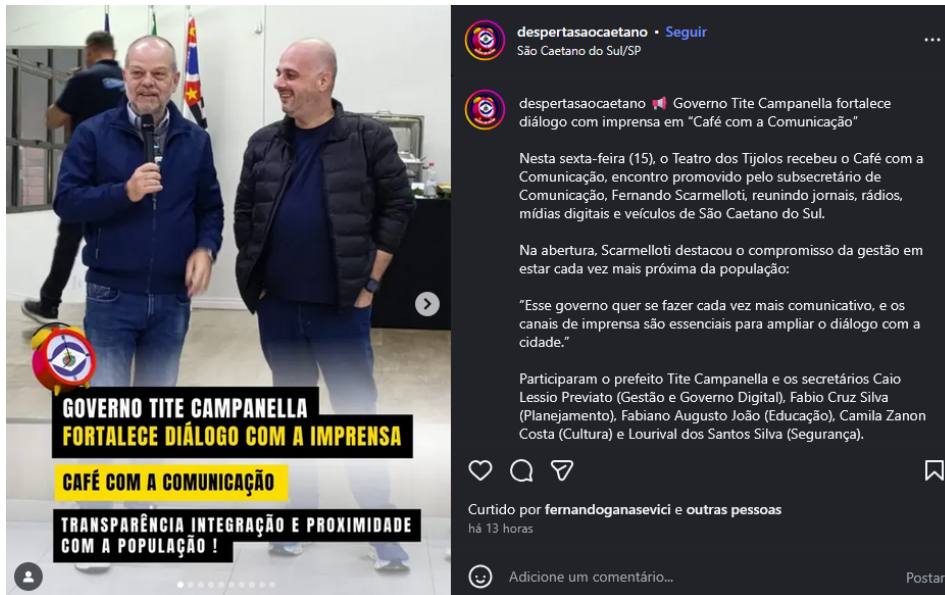 GOVERNO TITE CAMPANELLA
FORTALECE DIÁLOGO COM A IMPRENSA
CAFÉ COM A COMUNICAÇÃO
TRANSPARÊNCIA INTEGRAÇÃO E PROXIMIDADE
COM A POPULAÇÃO !
despertasaocaetano • Seguir
São Caetano do Sul/SP
despertasaocaetano 📢 Governo Tite Campanella fortalece
diálogo com imprensa em “Café com a Comunicação”
Nesta sexta-feira (15), o Teatro dos Tijolos recebeu o Café com a
Comunicação, encontro promovido pelo subsecretário de
Comunicação, Fernando Scarmelloti, reunindo jornais, rádios,
mídias digitais e veículos de São Caetano do Sul.
Na abertura, Scarmelloti destacou o compromisso da gestão em
estar cada vez mais próxima da população:
“Esse governo quer se fazer cada vez mais comunicativo, e os
canais de imprensa são essenciais para ampliar o diálogo com a
cidade.”
Participaram o prefeito Tite Campanella e os secretários Caio
Lessio Previato (Gestão e Governo Digital), Fabio Cruz Silva
(Planejamento), Fabiano Augusto João (Educação), Camila Zanon
Costa (Cultura) e Lourival dos Santos Silva (Segurança).
Curtido por fernandoganasevici e outras pessoas
há 13 horas
Adicione um comentário...
Postar